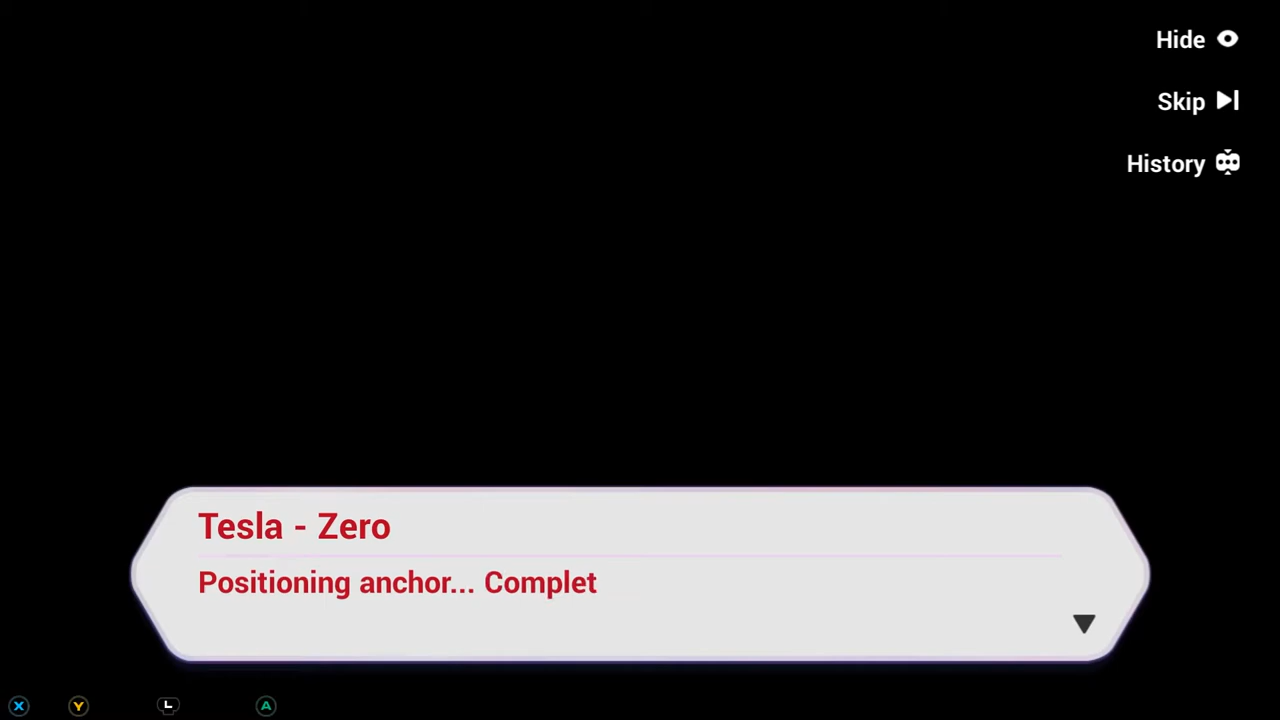 Hide
Skip
History
Tesla - Zero
Positioning anchor... Complet
X Y L A